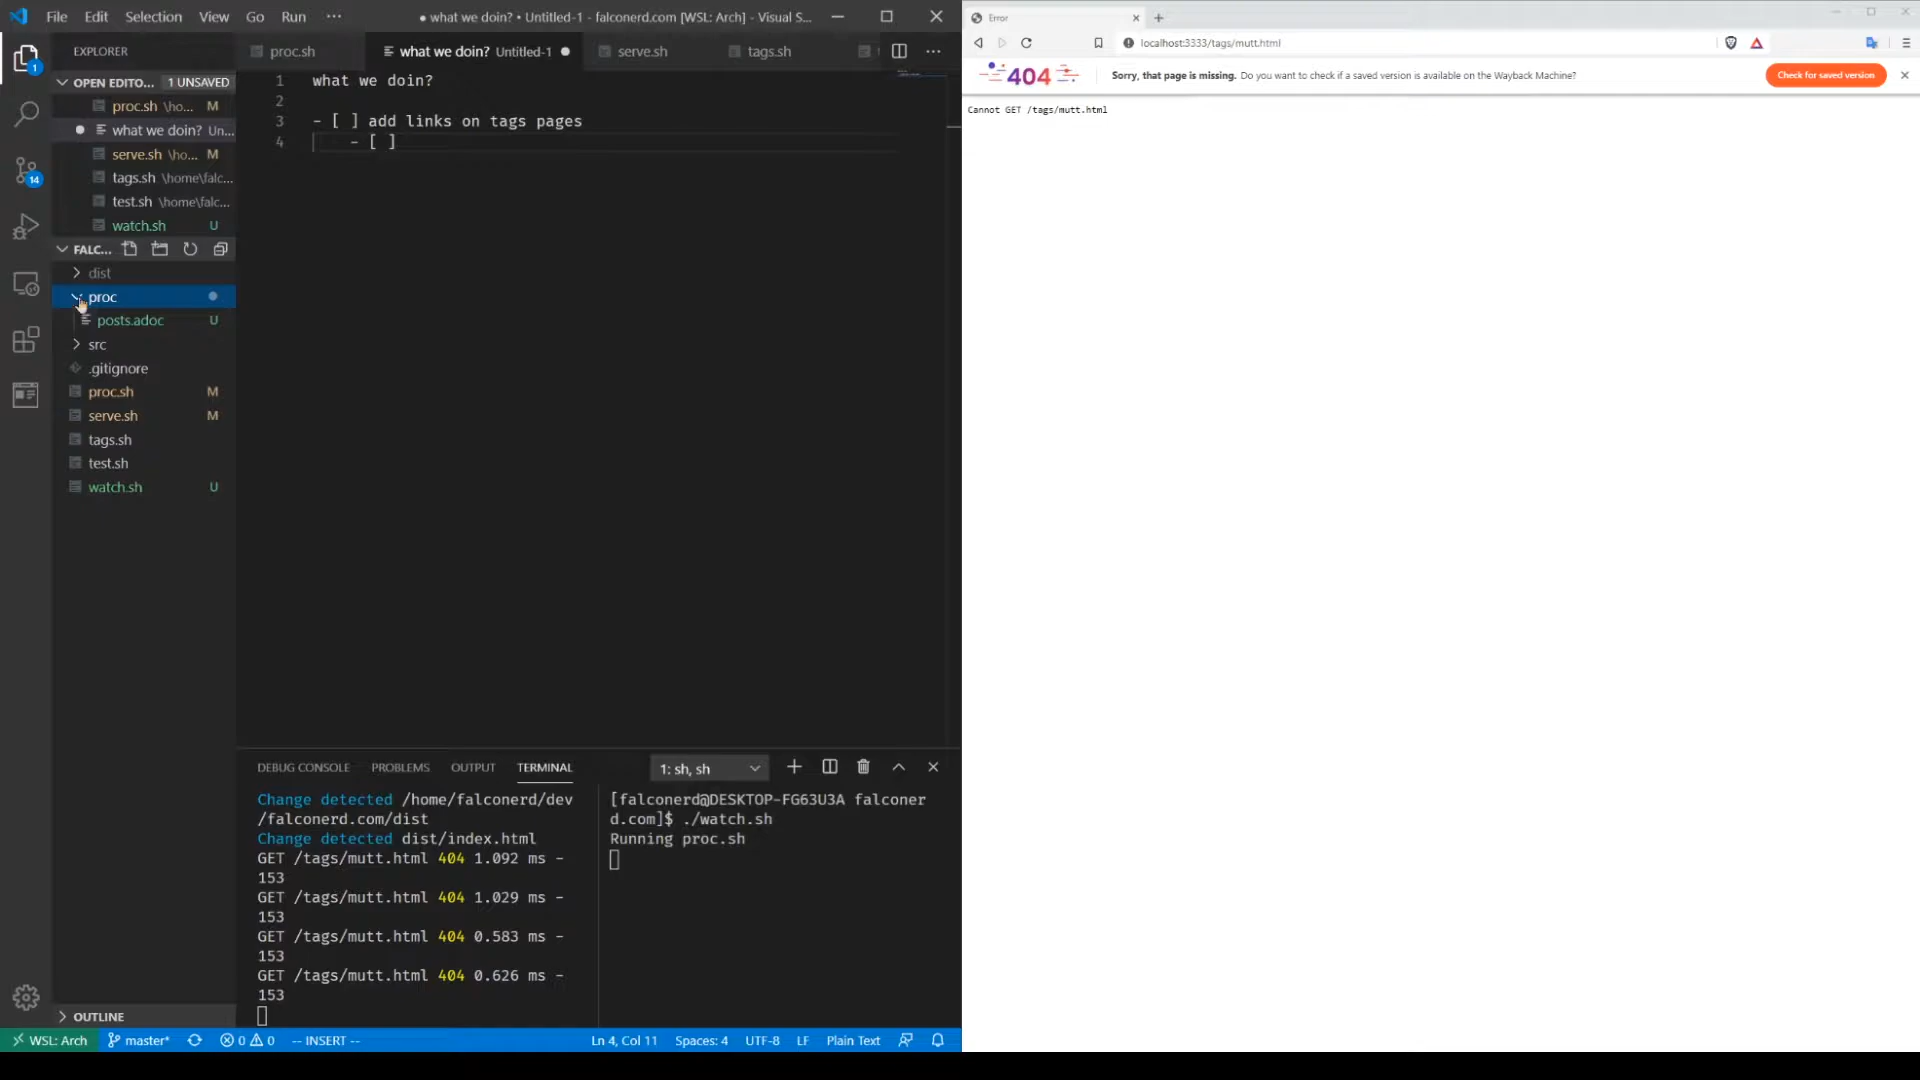 File Edit Selection View Go Run ··· ● what we doin? • Untitled-1 - falconerd.com [WSL: Arch] - Visual S...
EXPLORER
OPEN EDITO... 1 UNSAVED
proc.sh \ho... M
what we doin? Un...
serve.sh \ho... M
tags.sh \home\falc...
test.sh \home\falc...
watch.sh U
FALC...
dist
proc
posts.adoc U
src
.gitignore
proc.sh M
serve.sh M
tags.sh
test.sh
watch.sh U
OUTLINE
1
14
proc.sh what we doin? Untitled-1 ● serve.sh tags.sh
1 what we doin?
2
3 - [ ] add links on tags pages
4 - [ ]
DEBUG CONSOLE PROBLEMS OUTPUT TERMINAL 1: sh, sh
Change detected /home/falconerd/dev
/falconerd.com/dist
Change detected dist/index.html
GET /tags/mutt.html 404 1.092 ms -
153
GET /tags/mutt.html 404 1.029 ms -
153
GET /tags/mutt.html 404 0.583 ms -
153
GET /tags/mutt.html 404 0.626 ms -
153
[falconerd@DESKTOP-FG63U3A falconer
d.com]$ ./watch.sh
Running proc.sh
WSL: Arch master* 0 0 -- INSERT -- Ln 4, Col 11 Spaces: 4 UTF-8 LF Plain Text
Error
localhost:3333/tags/mutt.html
404 Sorry, that page is missing. Do you want to check if a saved version is available on the Wayback Machine? Check for saved version
Cannot GET /tags/mutt.html